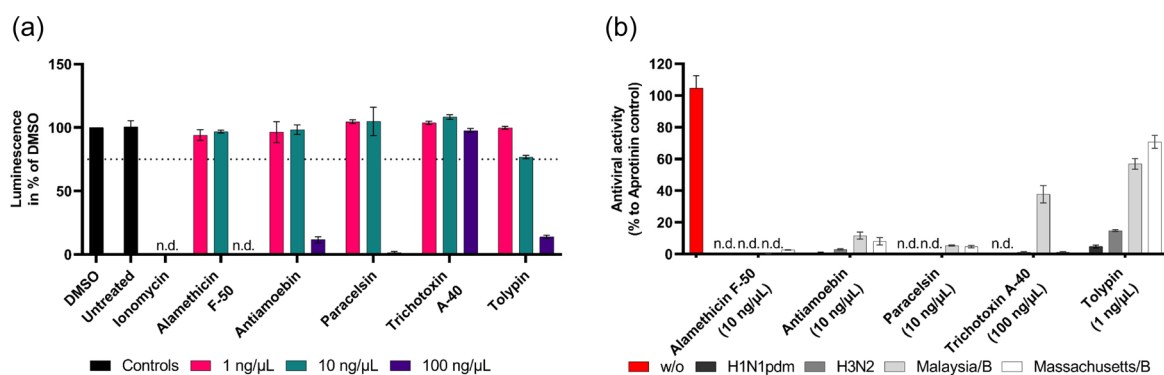 (a)
Luminescence
in % of DMSO
150
100
50
0
n.d.
n.d.
DMSO
Untreated
Ionomycin
Alamethicin
F-50
Antiamoebin
Paracelsin
Trichotoxin
A-40
Tolypin
Controls
1 ng/µL
10 ng/µL
100 ng/µL
(b)
Antiviral activity
(% to Aprotinin control)
120
100
80
60
40
20
0
n.d.n.d.n.d.
n.d.n.d.
n.d.
Alamethicin F-50
(10 ng/µL)
Antiamoebin
(10 ng/µL)
Paracelsin
(10 ng/µL)
Trichotoxin A-40
(100 ng/µL)
Tolypin
(1 ng/µL)
w/o
H1N1pdm
H3N2
Malaysia/B
Massachusetts/B